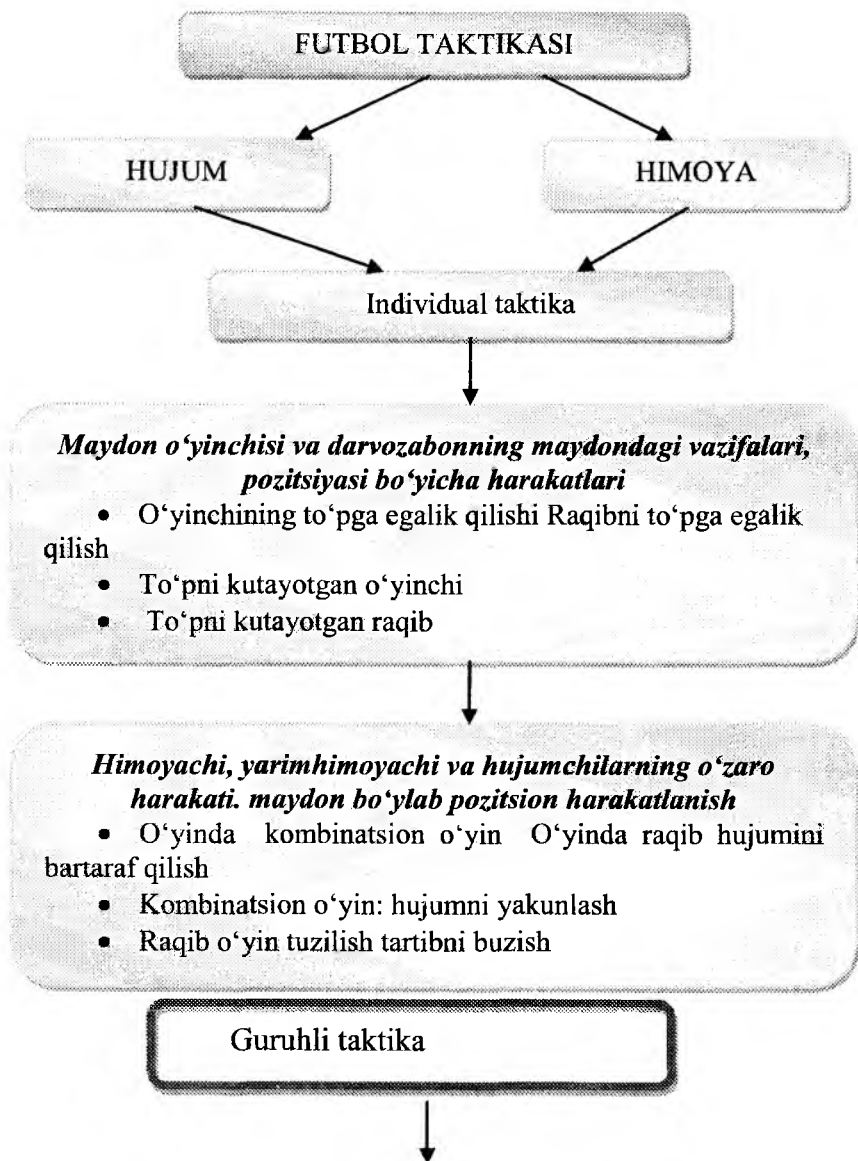 FUTBOL TAKTIKASI
HUJUM
HIMOYA
Individual taktika
Maydon o‘yinchisi va darvozabonning maydondagi vazifalari,
pozitsiyasi bo‘yicha harakatlari
• O‘yinchining to‘pga egalik qilishi Raqibni to‘pga egalik
qilish
• To‘pni kutayotgan o‘yinchi
• To‘pni kutayotgan raqib
Himoyachi, yarimhimoyachi va hujumchilarning o‘zaro
harakati. maydon bo‘ylab pozitsion harakatlanish
• O‘yinda kombinatsion o‘yin O‘yinda raqib hujumini
bartaraf qilish
• Kombinatsion o‘yin: hujumni yakunlash
• Raqib o‘yin tuzilish tartibni buzish
Guruhli taktika